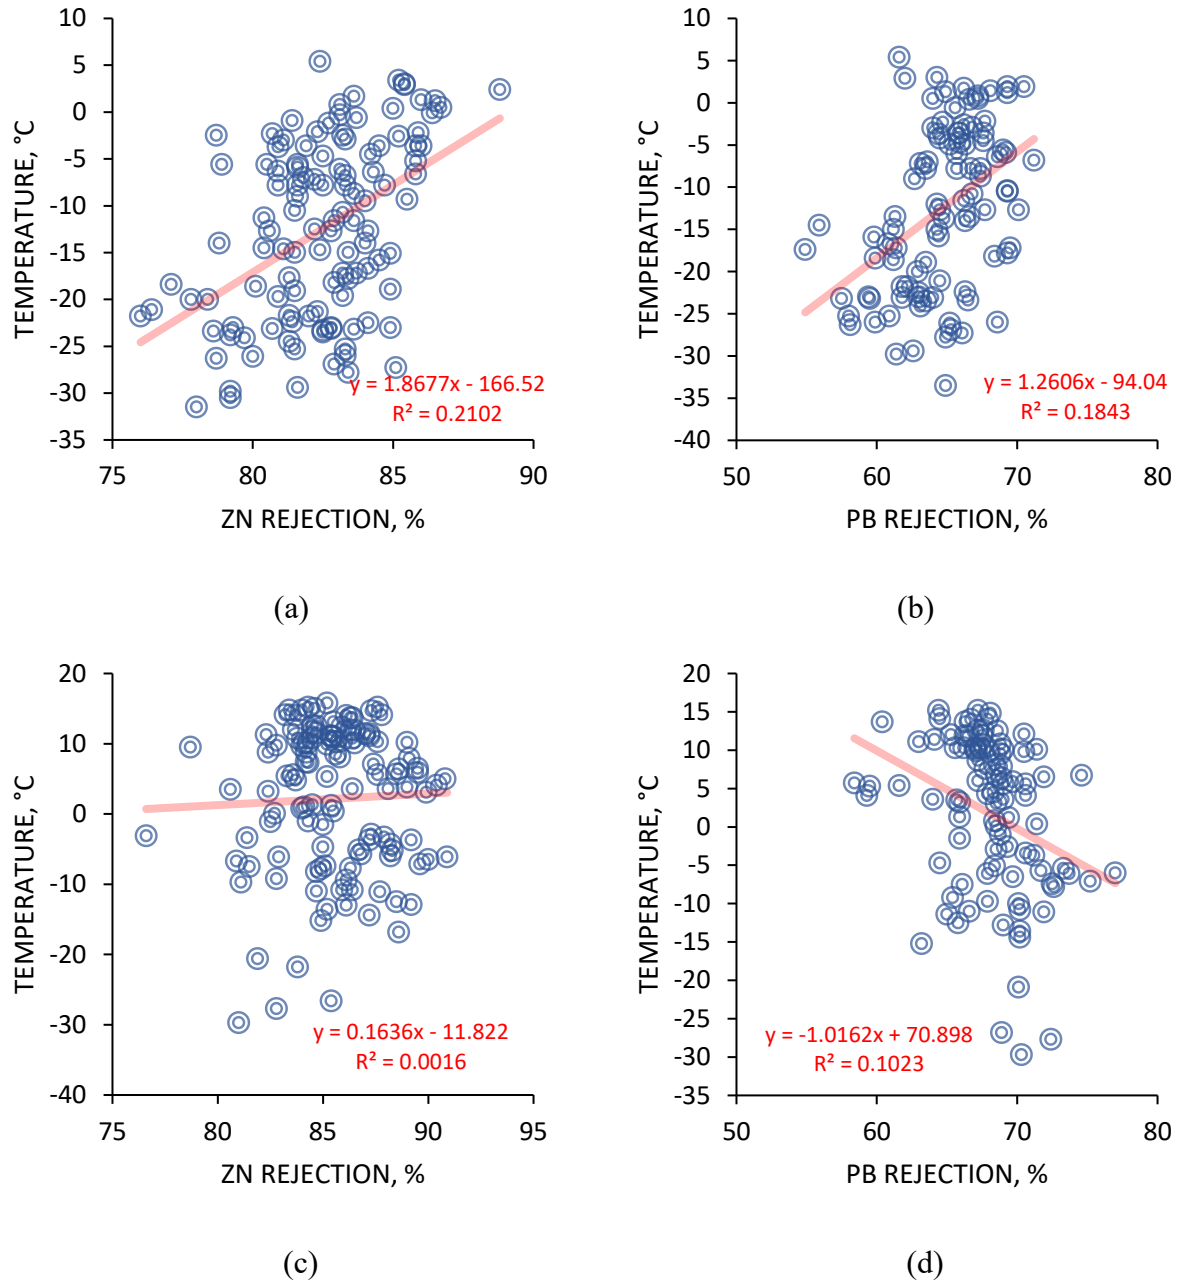 10
5
0
-5
-10
-15
-20
-25
-30
-35
75
80
85
90
TEMPERATURE, °C
ZN REJECTION, %
y = 1.8677x - 166.52
R² = 0.2102
(a)
10
5
0
-5
-10
-15
-20
-25
-30
-35
-40
50
60
70
80
TEMPERATURE, °C
PB REJECTION, %
y = 1.2606x - 94.04
R² = 0.1843
(b)
20
10
0
-10
-20
-30
-40
75
80
85
90
95
TEMPERATURE, °C
ZN REJECTION, %
y = 0.1636x - 11.822
R² = 0.0016
(c)
20
15
10
5
0
-5
-10
-15
-20
-25
-30
-35
50
60
70
80
TEMPERATURE, °C
PB REJECTION, %
y = -1.0162x + 70.898
R² = 0.1023
(d)